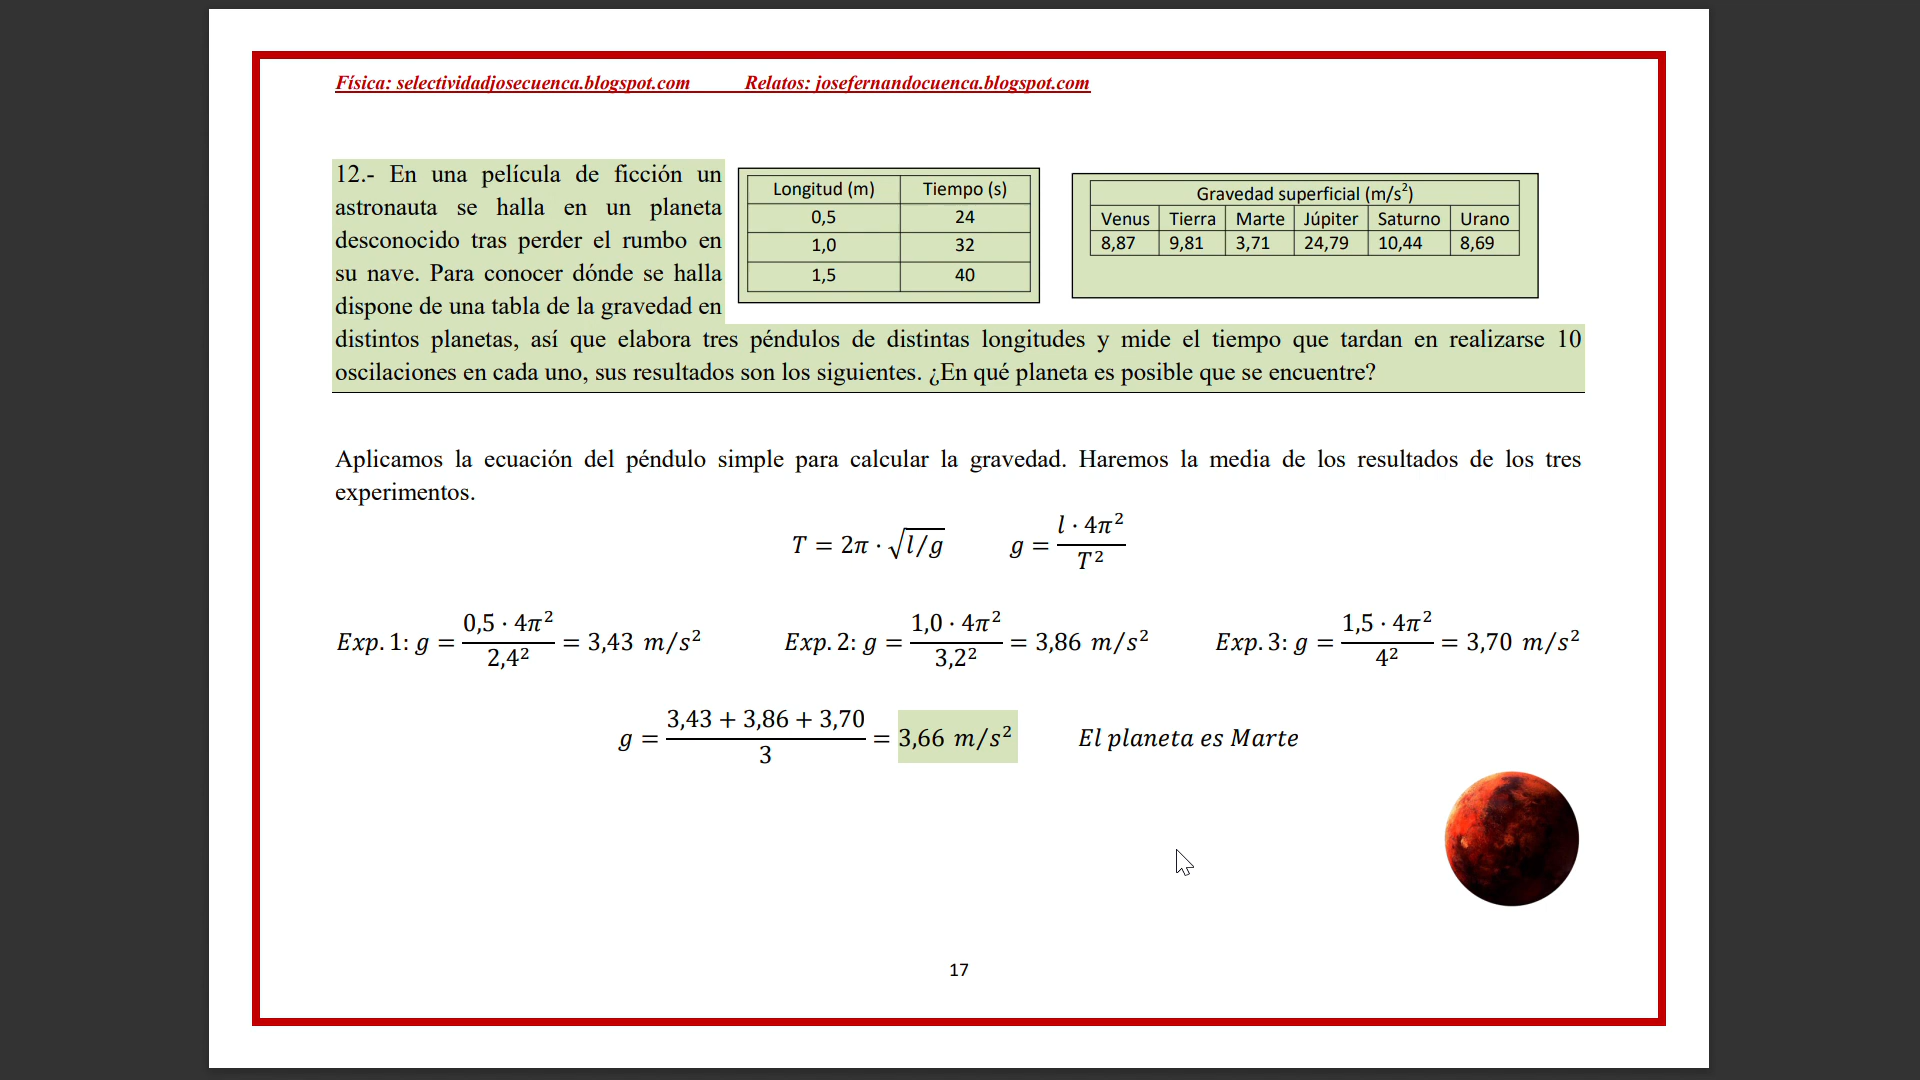 Física: selectividadjosecuenca.blogspot.com Relatos: josefernandocuenca.blogspot.com
12.- En una película de ficción un
astronauta se halla en un planeta
desconocido tras perder el rumbo en
su nave. Para conocer dónde se halla
dispone de una tabla de la gravedad en
distintos planetas, así que elabora tres péndulos de distintas longitudes y mide el tiempo que tardan en realizarse 10
oscilaciones en cada uno, sus resultados son los siguientes. ¿En qué planeta es posible que se encuentre?
Longitud (m) Tiempo (s)
0,5 24
1,0 32
1,5 40
Gravedad superficial (m/s²)
Venus Tierra Marte Júpiter Saturno Urano
8,87 9,81 3,71 24,79 10,44 8,69
Aplicamos la ecuación del péndulo simple para calcular la gravedad. Haremos la media de los resultados de los tres
experimentos.
T = 2π · √l/g g = l · 4π² / T²
Exp. 1: g = 0,5 · 4π² / 2,4² = 3,43 m/s² Exp. 2: g = 1,0 · 4π² / 3,2² = 3,86 m/s² Exp. 3: g = 1,5 · 4π² / 4² = 3,70 m/s²
g = 3,43 + 3,86 + 3,70 / 3 = 3,66 m/s² El planeta es Marte
17